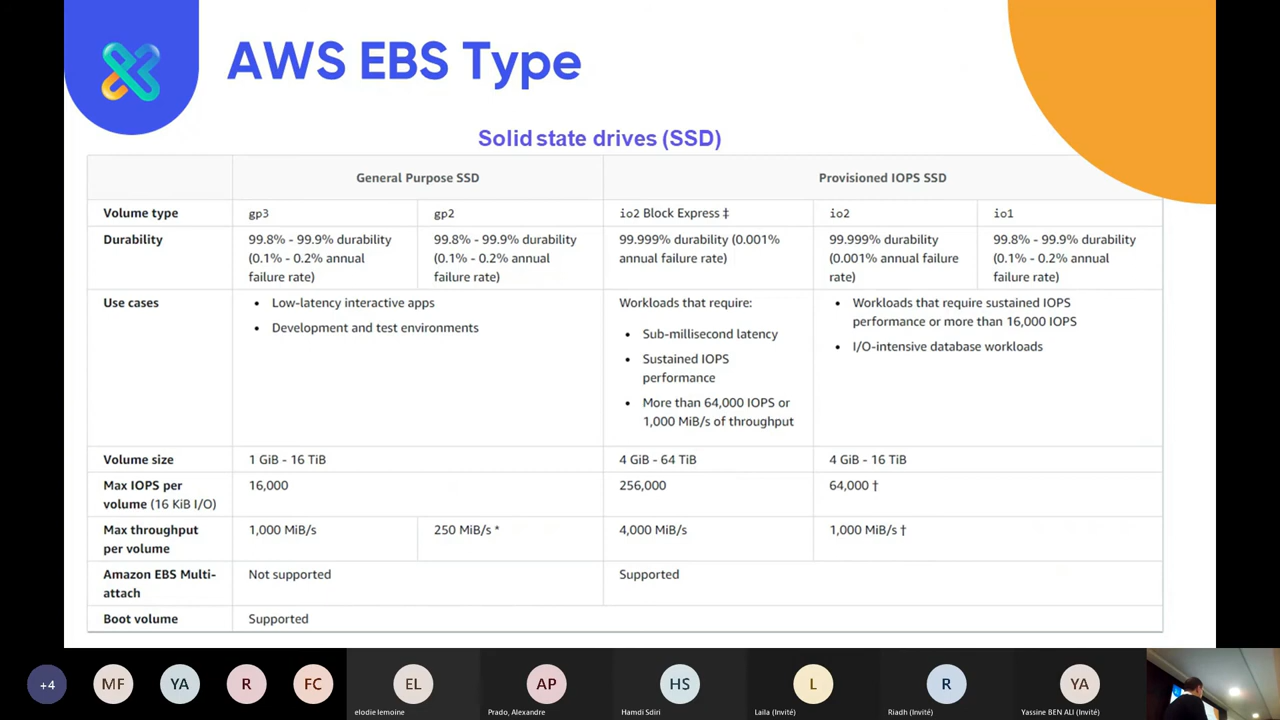 AWS EBS Type
Solid state drives (SSD)
General Purpose SSD
Provisioned IOPS SSD
Volume type
gp3
gp2
io2 Block Express ‡
io2
io1
Durability
99.8% - 99.9% durability
(0.1% - 0.2% annual
failure rate)
99.8% - 99.9% durability
(0.1% - 0.2% annual
failure rate)
99.999% durability (0.001%
annual failure rate)
99.999% durability
(0.001% annual failure
rate)
99.8% - 99.9% durability
(0.1% - 0.2% annual
failure rate)
Use cases
• Low-latency interactive apps
• Development and test environments
Workloads that require:
• Sub-millisecond latency
• Sustained IOPS
performance
• More than 64,000 IOPS or
1,000 MiB/s of throughput
• Workloads that require sustained IOPS
performance or more than 16,000 IOPS
• I/O-intensive database workloads
Volume size
1 GiB - 16 TiB
4 GiB - 64 TiB
4 GiB - 16 TiB
Max IOPS per
volume (16 KiB I/O)
16,000
256,000
64,000 †
Max throughput
per volume
1,000 MiB/s
250 MiB/s *
4,000 MiB/s
1,000 MiB/s †
Amazon EBS Multi-
attach
Not supported
Supported
Boot volume
Supported
+4
MF
YA
R
FC
EL
elodie lemoine
AP
Prado, Alexandre
HS
Hamdi Sdiri
L
Laila (Invité)
R
Riadh (Invité)
YA
Yassine BEN ALI (Invité)